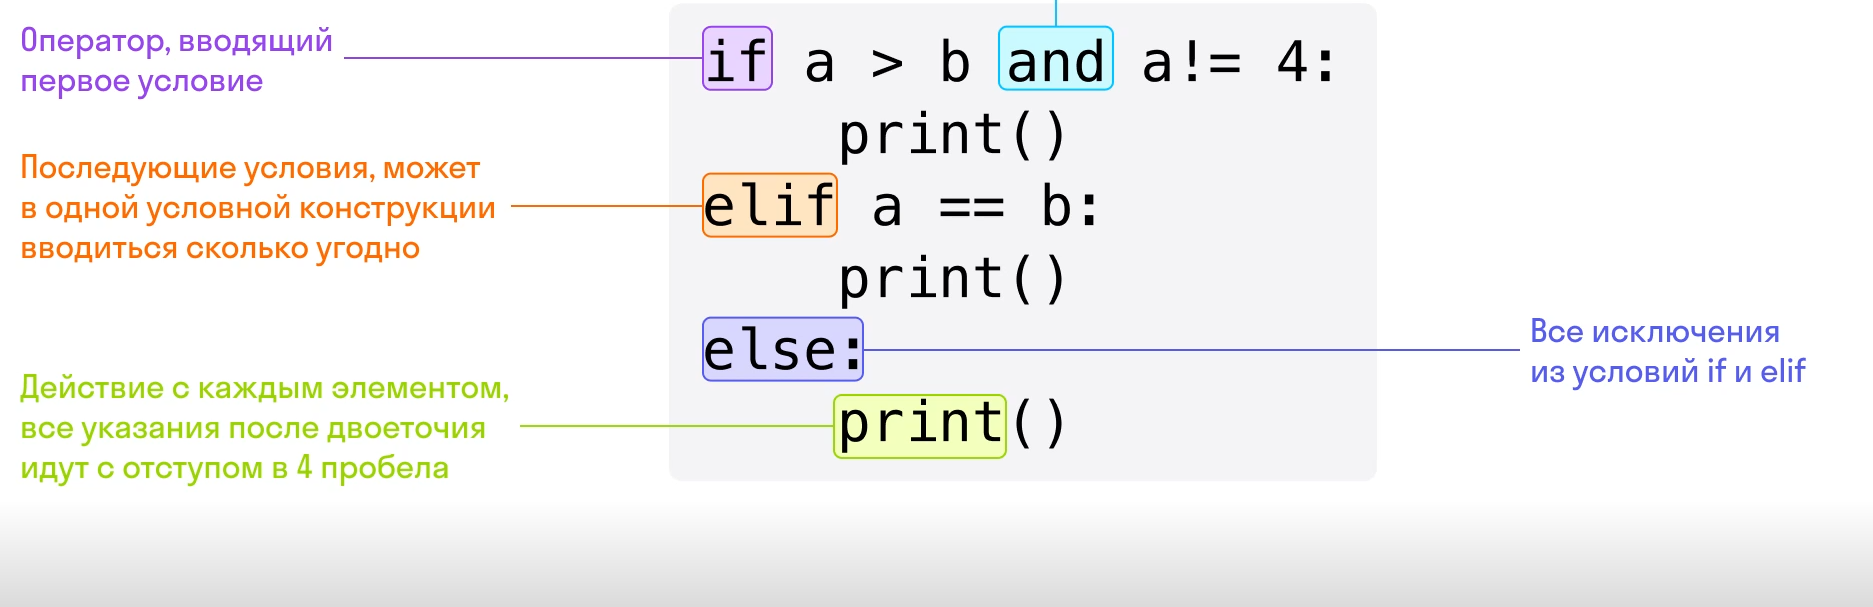 Оператор, вводящий
первое условие
Последующие условия, может
в одной условной конструкции
вводиться сколько угодно
Действие с каждым элементом,
все указания после двоеточия
идут с отступом в 4 пробела
if a > b and a!= 4:
print()
elif a == b:
print()
else:
print()
Все исключения
из условий if и elif